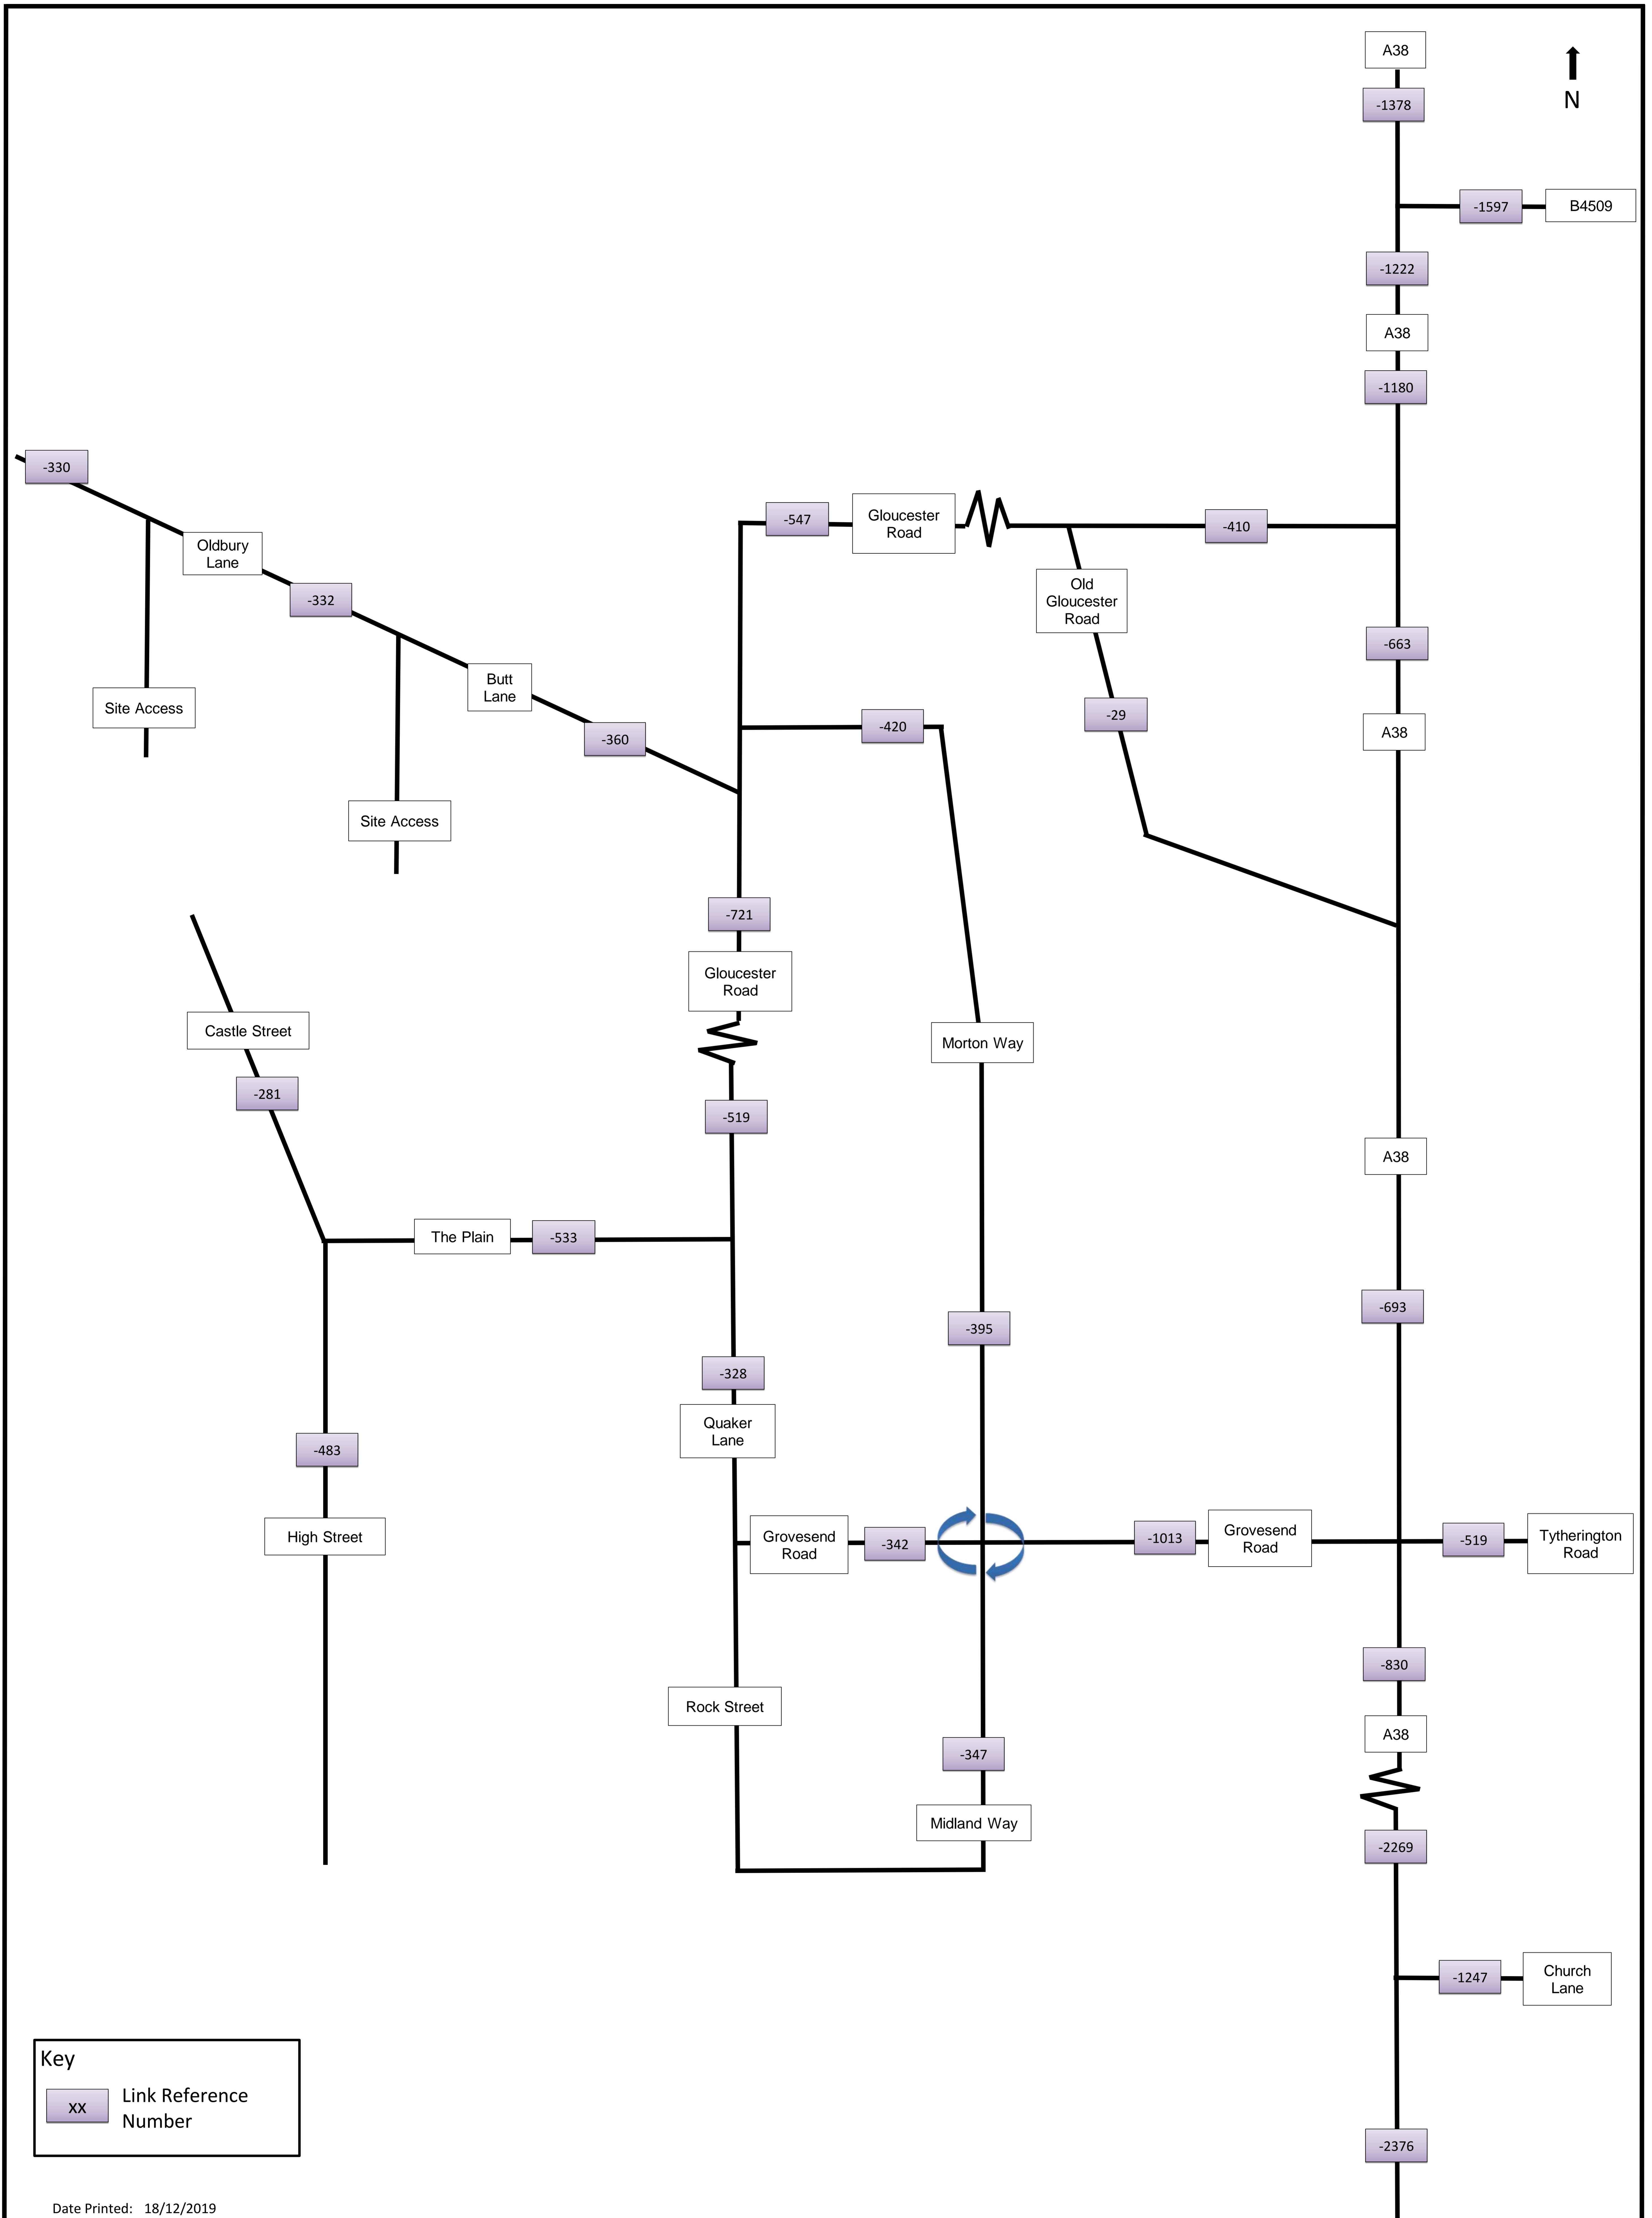 A38
N
-1378
-1597
B4509
-1222
A38
-1180
-330
-547
Gloucester
Road
-410
Oldbury
Lane
-332
Old
Gloucester
Road
-663
Butt
Lane
Site Access
-29
-420
A38
-360
Site Access
-721
Gloucester
Road
Castle Street
Morton Way
-281
-519
A38
The Plain
-533
-693
-395
-328
Quaker
Lane
-483
High Street
Grovesend
Road
-342
-1013
Grovesend
Road
-519
Tytherington
Road
-830
Rock Street
A38
-347
Midland Way
-2269
-1247
Church
Lane
Key
xx
Link Reference
Number
-2376
Date Printed: 18/12/2019